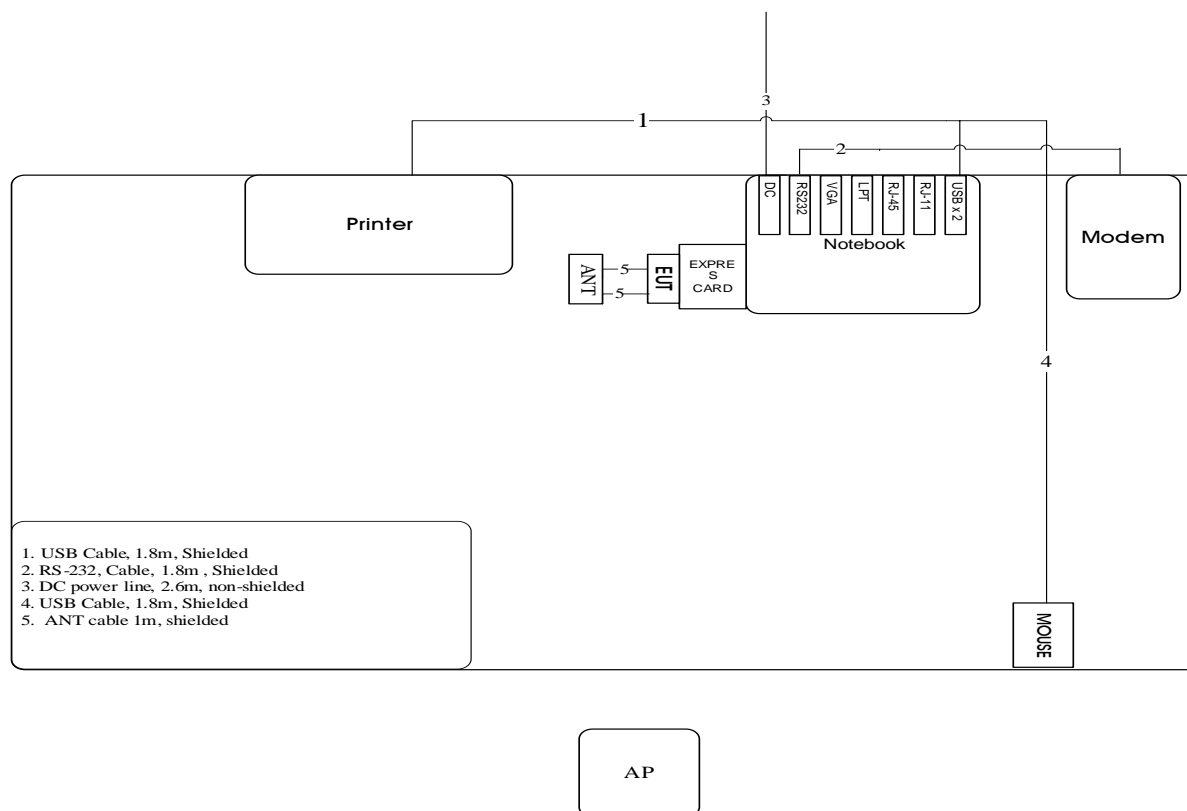 3
1
2
DC
RS232
VGA
LPT
RJ-45
RJ-11
USB x 2
Printer
Notebook
Modem
ANT
5
5
EUT
EXPRE
S
CARD
4
1. USB Cable, 1.8m, Shielded
2. RS-232, Cable, 1.8m , Shielded
3. DC power line, 2.6m, non-shielded
4. USB Cable, 1.8m, Shielded
5. ANT cable 1m, shielded
MOUSE
AP